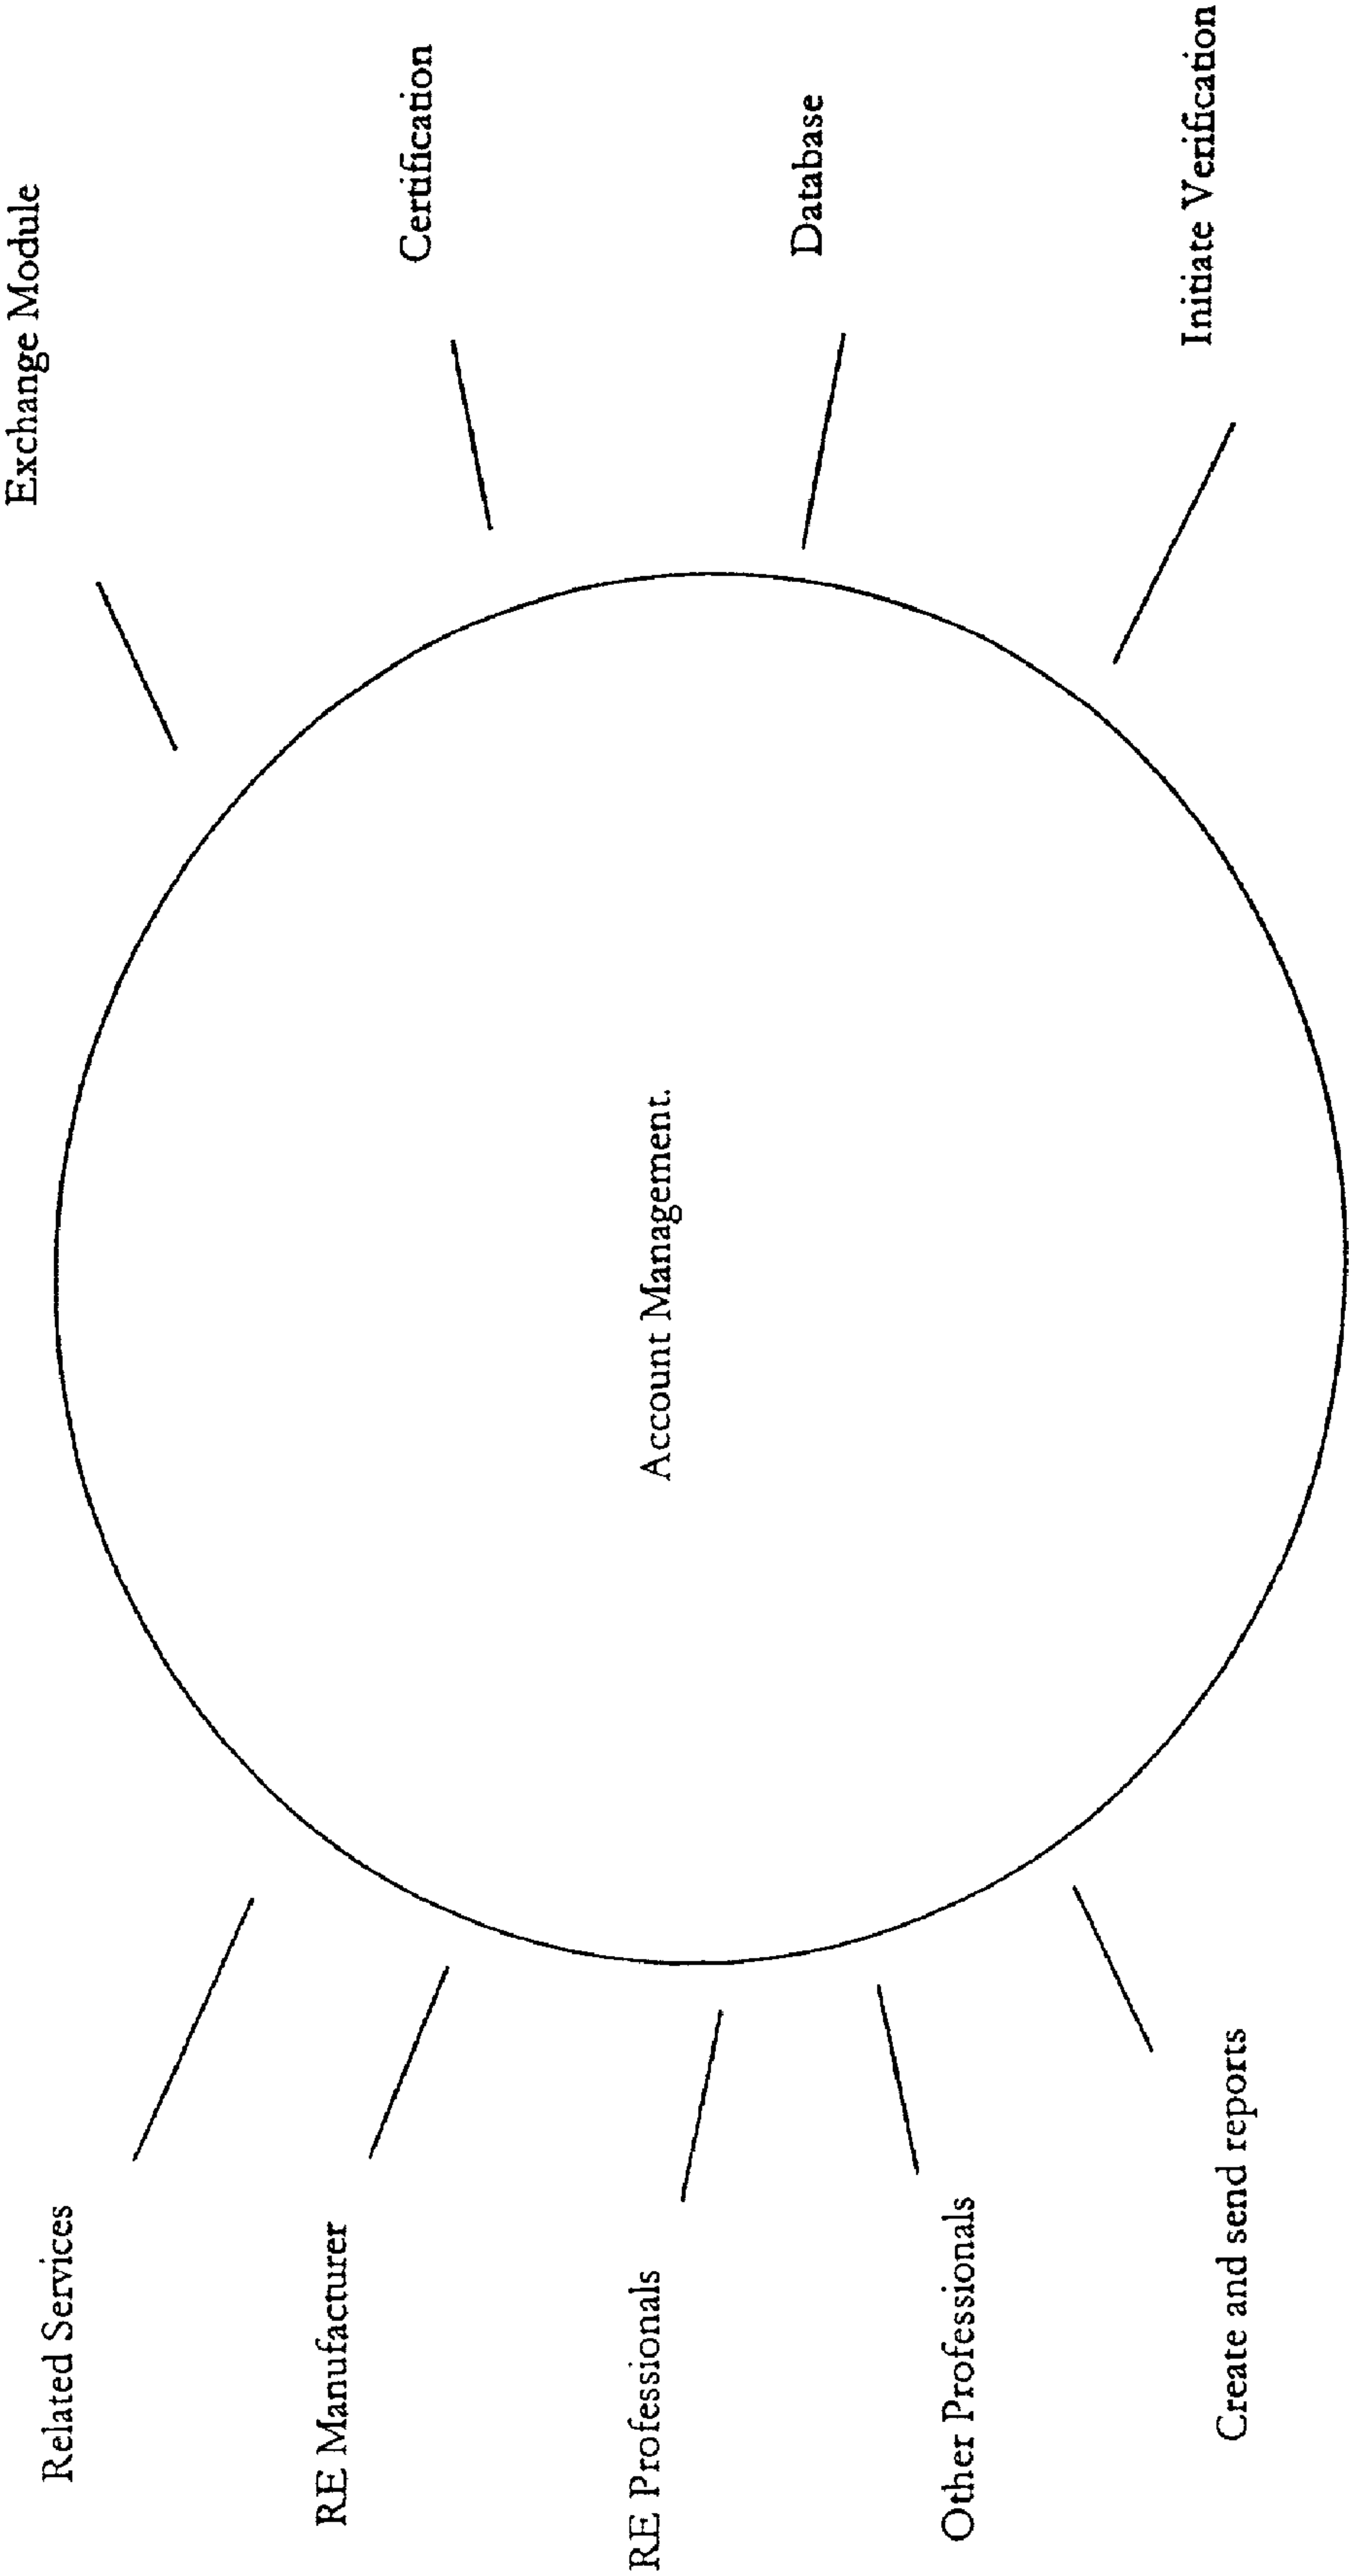 Related Services
Exchange Module
RE Manufacturer
Certification
RE Professionals
Account Management.
Database
Other Professionals
Create and send reports
Initiate Verification